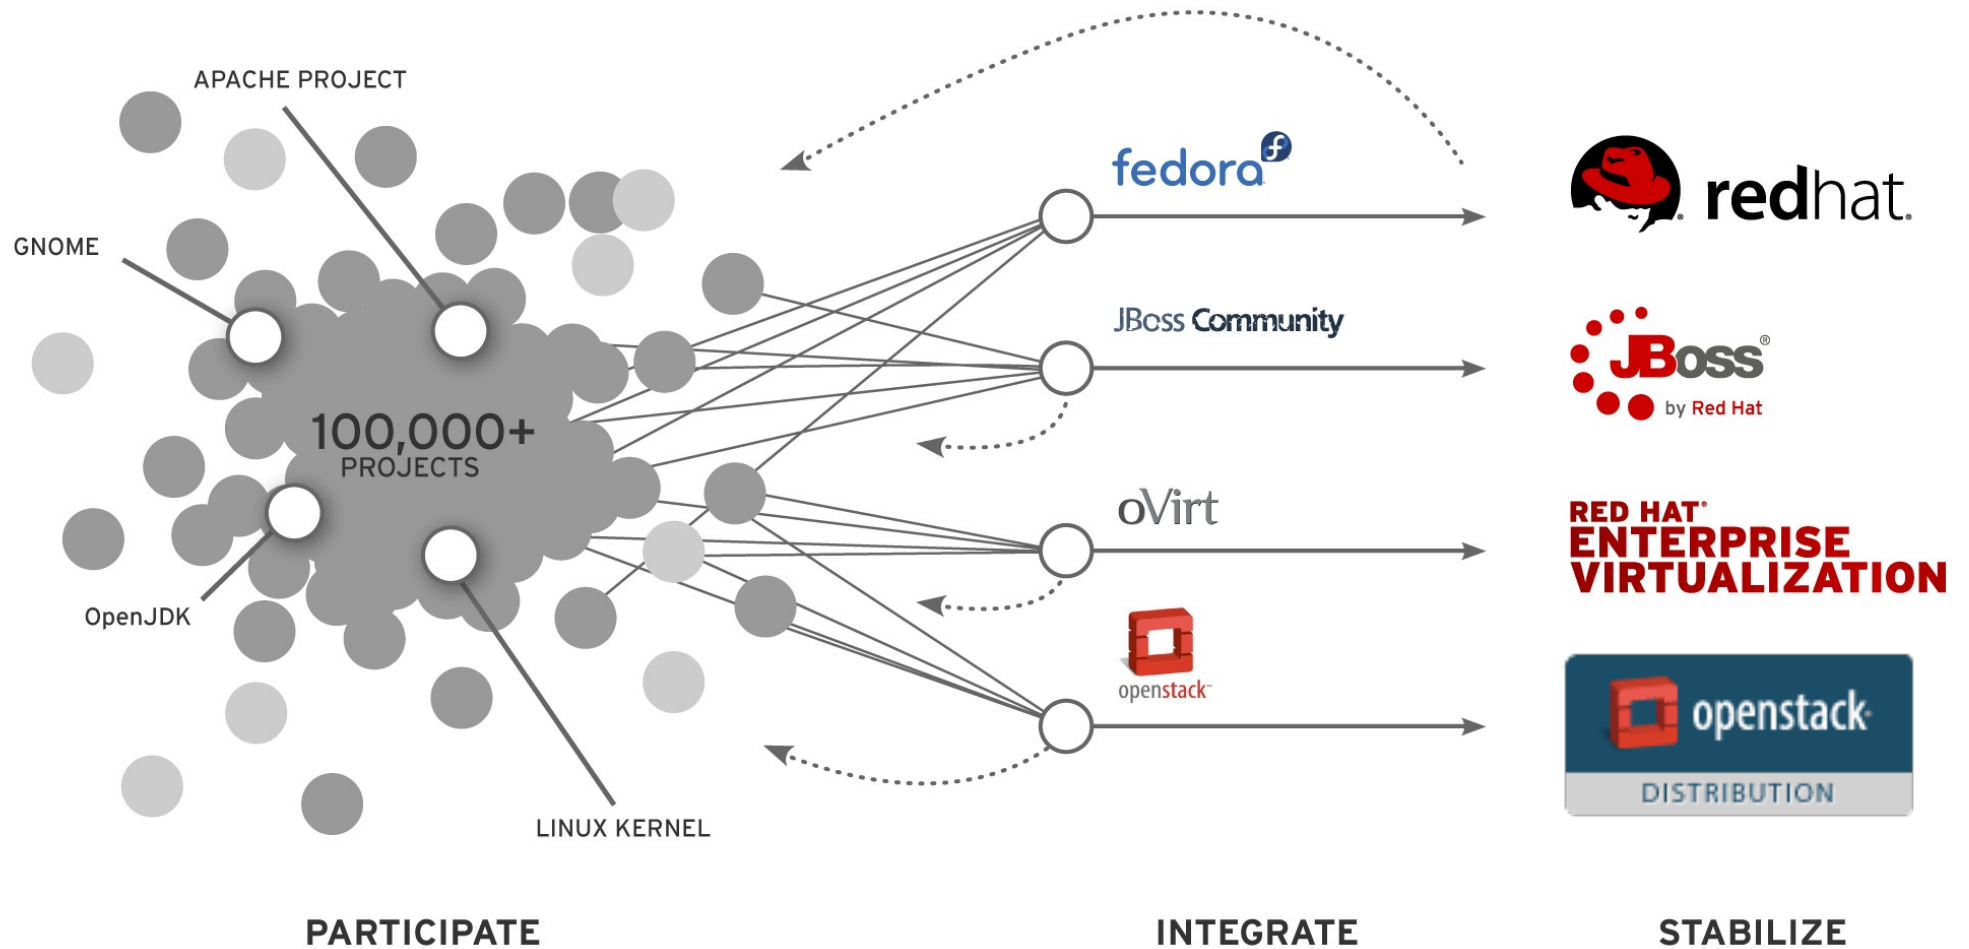 APACHE PROJECT
GNOME
100,000+
PROJECTS
OpenJDK
LINUX KERNEL
PARTICIPATE
fedora
JBoss Community
oVirt
openstack™
INTEGRATE
redhat.
JBoss®
by Red Hat
RED HAT®
ENTERPRISE
VIRTUALIZATION
openstack
DISTRIBUTION
STABILIZE